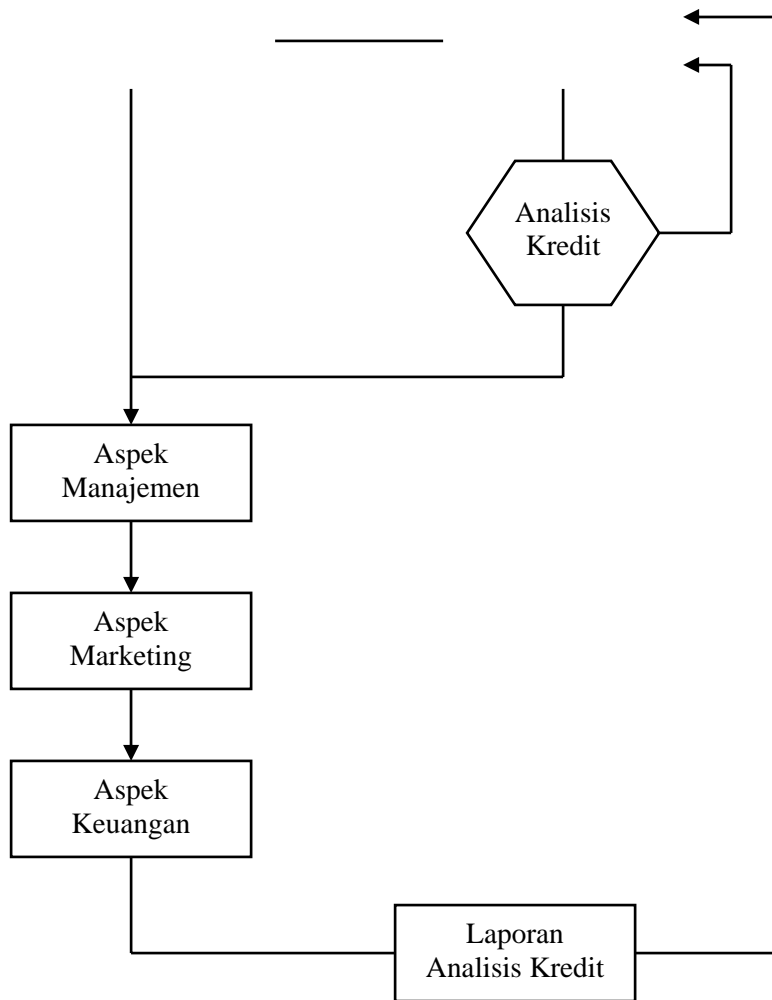 Analisis
Kredit
Aspek
Manajemen
Aspek
Marketing
Aspek
Keuangan
Laporan
Analisis Kredit